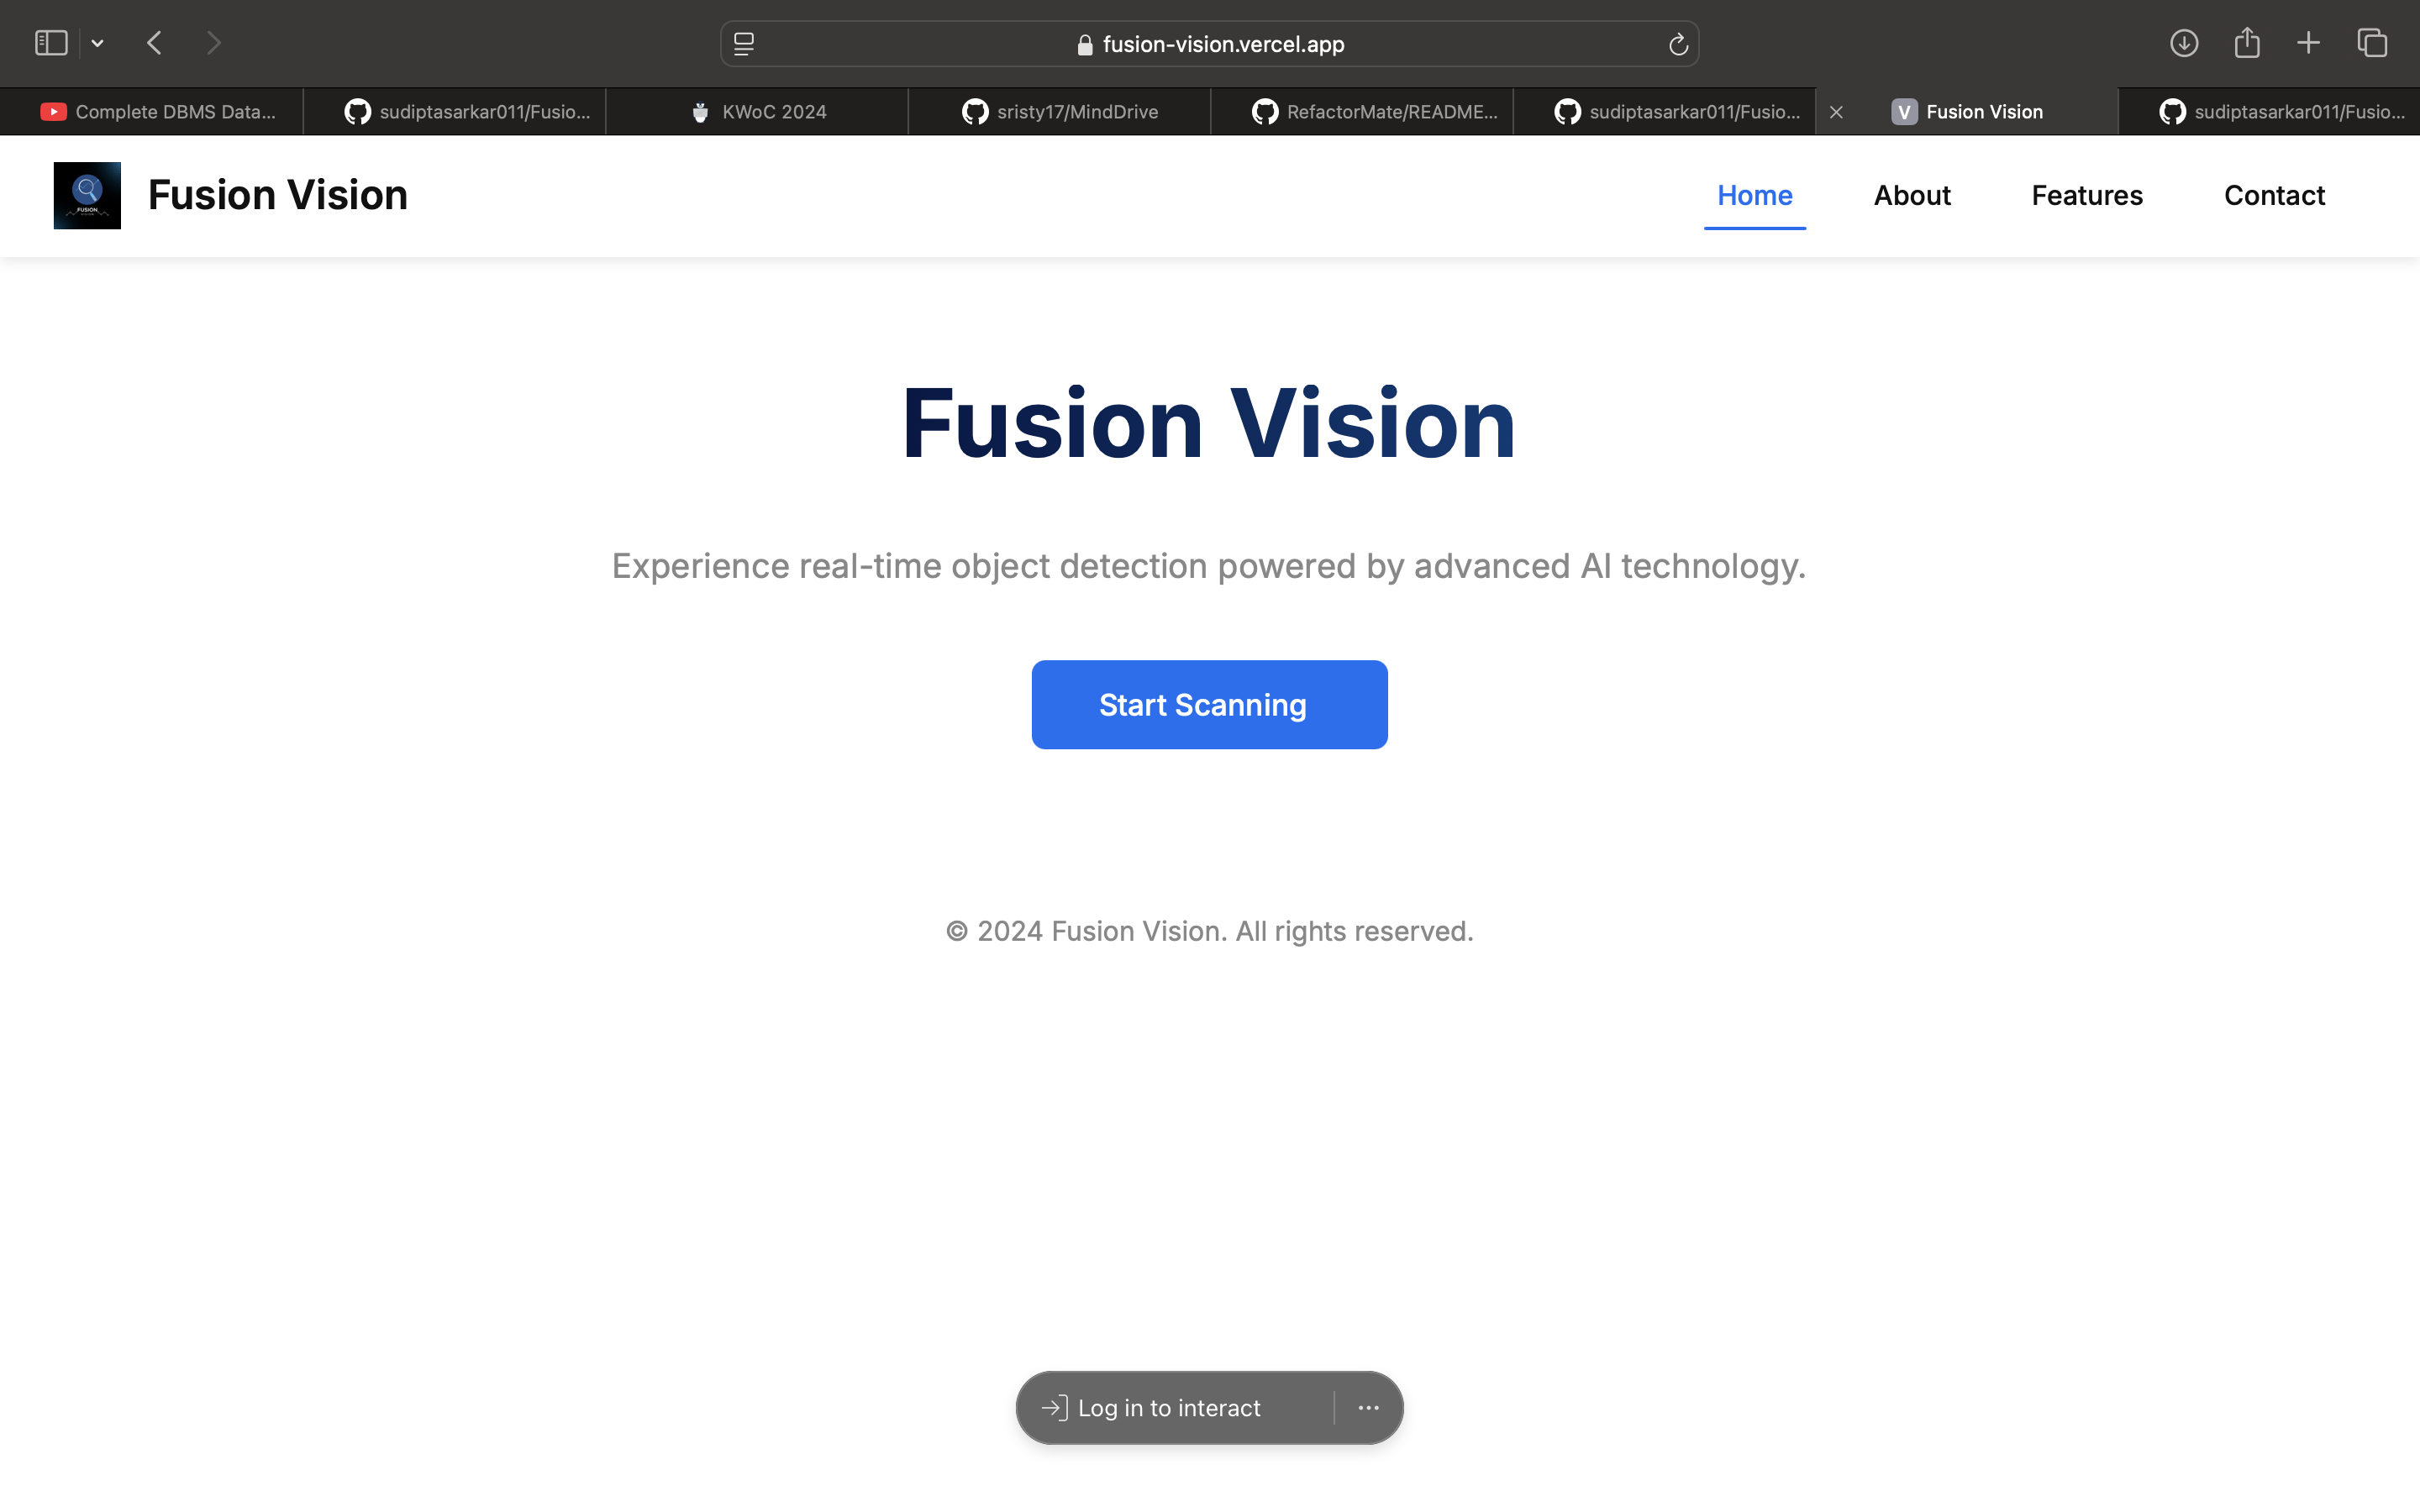 fusion-vision.vercel.app
Complete DBMS Data...
sudiptasarkar011/Fusio...
KWoC 2024
sristy17/MindDrive
RefactorMate/README...
sudiptasarkar011/Fusio...
V Fusion Vision
sudiptasarkar011/Fusio...
FUSION
Fusion Vision
Home
About
Features
Contact
Fusion Vision
Experience real-time object detection powered by advanced AI technology.
Start Scanning
© 2024 Fusion Vision. All rights reserved.
Log in to interact